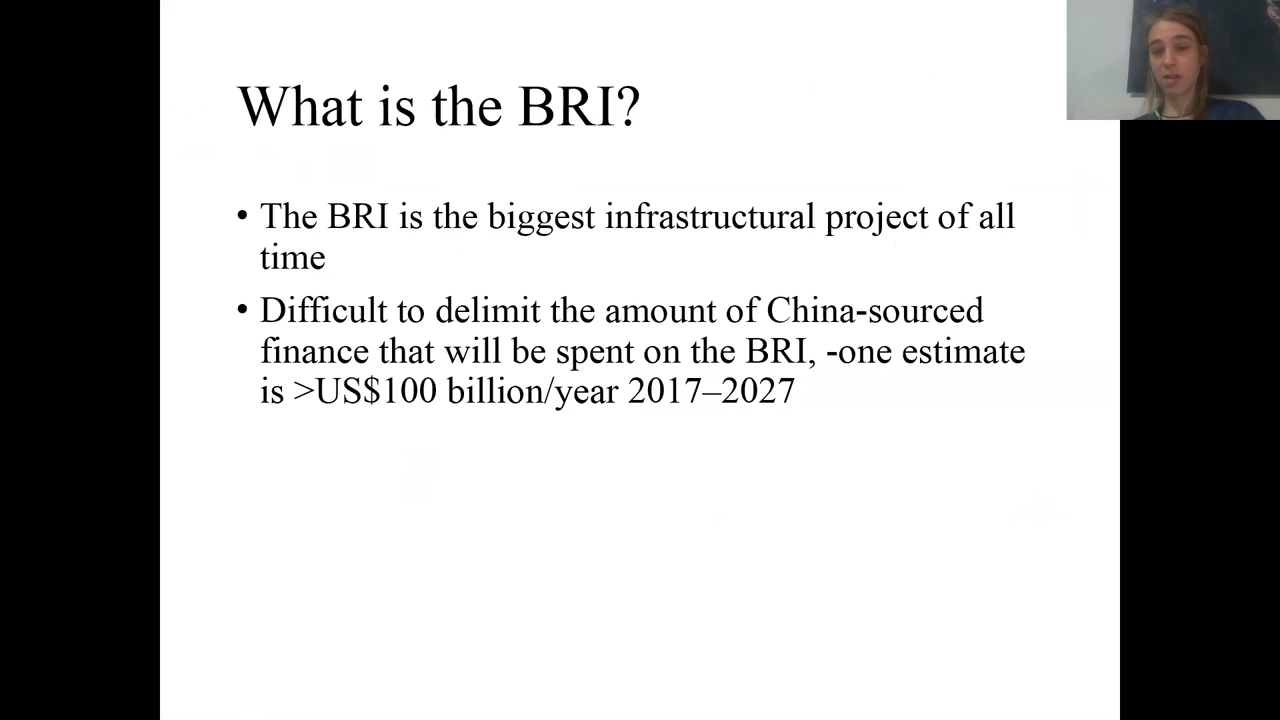 What is the BRI?
• The BRI is the biggest infrastructural project of all
time
• Difficult to delimit the amount of China-sourced
finance that will be spent on the BRI, -one estimate
is >US$100 billion/year 2017–2027